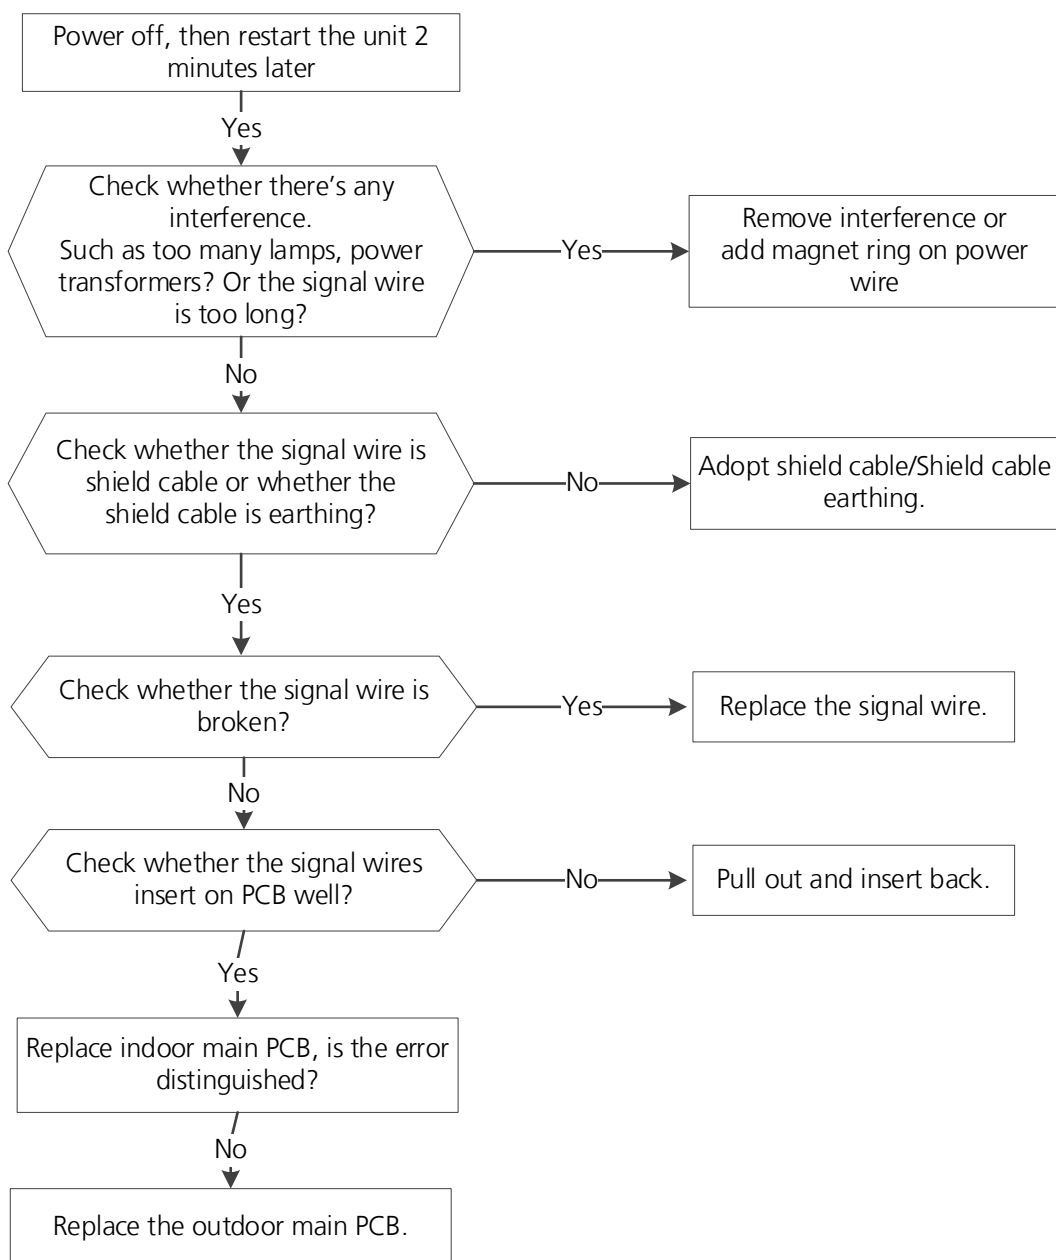 Power off, then restart the unit 2
minutes later
Yes
Check whether there's any
interference.
Such as too many lamps, power
transformers? Or the signal wire
is too long?
Yes
Remove interference or
add magnet ring on power
wire
No
Check whether the signal wire is
shield cable or whether the
shield cable is earthing?
No
Adopt shield cable/Shield cable
earthing.
Yes
Check whether the signal wire is
broken?
Yes
Replace the signal wire.
No
Check whether the signal wires
insert on PCB well?
No
Pull out and insert back.
Yes
Replace indoor main PCB, is the error
distinguished?
No
Replace the outdoor main PCB.